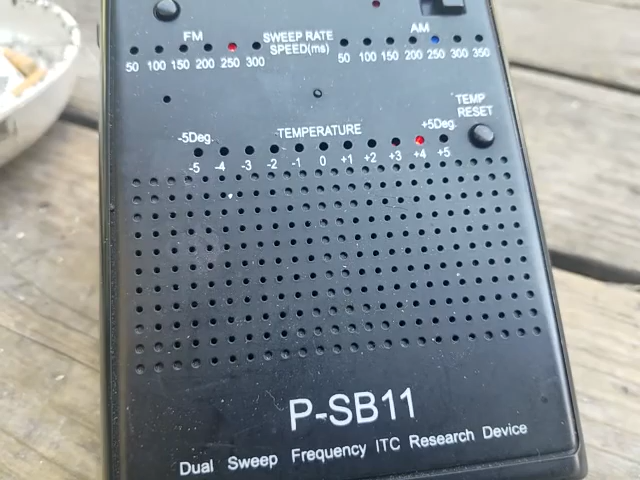 FM SWEEP RATE AM
SPEED(ms)
50 100 150 200 250 300 50 100 150 200 250 300 350
TEMP
RESET
-5Deg. TEMPERATURE +5Deg.
-5 -4 -3 -2 -1 0 +1 +2 +3 +4 +5
P-SB11
Dual Sweep Frequency ITC Research Device